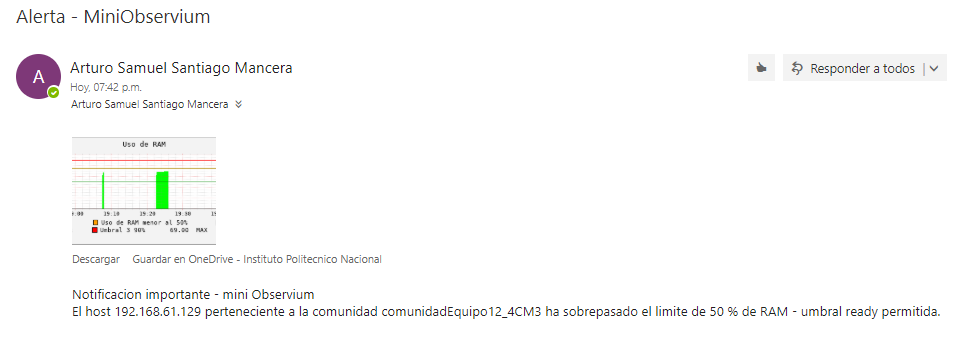 Alerta - MiniObservium
A
Arturo Samuel Santiago Mancera
Hoy, 07:42 p.m.
Arturo Samuel Santiago Mancera
Responder a todos
Uso de RAM
19:10 19:20 19:30
Uso de RAM menor al 50%
Umbral 3 90% 69.00 MAX
Descargar Guardar en OneDrive - Instituto Politecnico Nacional
Notificacion importante - mini Observium
El host 192.168.61.129 perteneciente a la comunidad comunidadEquipo12_4CM3 ha sobrepasado el limite de 50 % de RAM - umbral ready permitida.